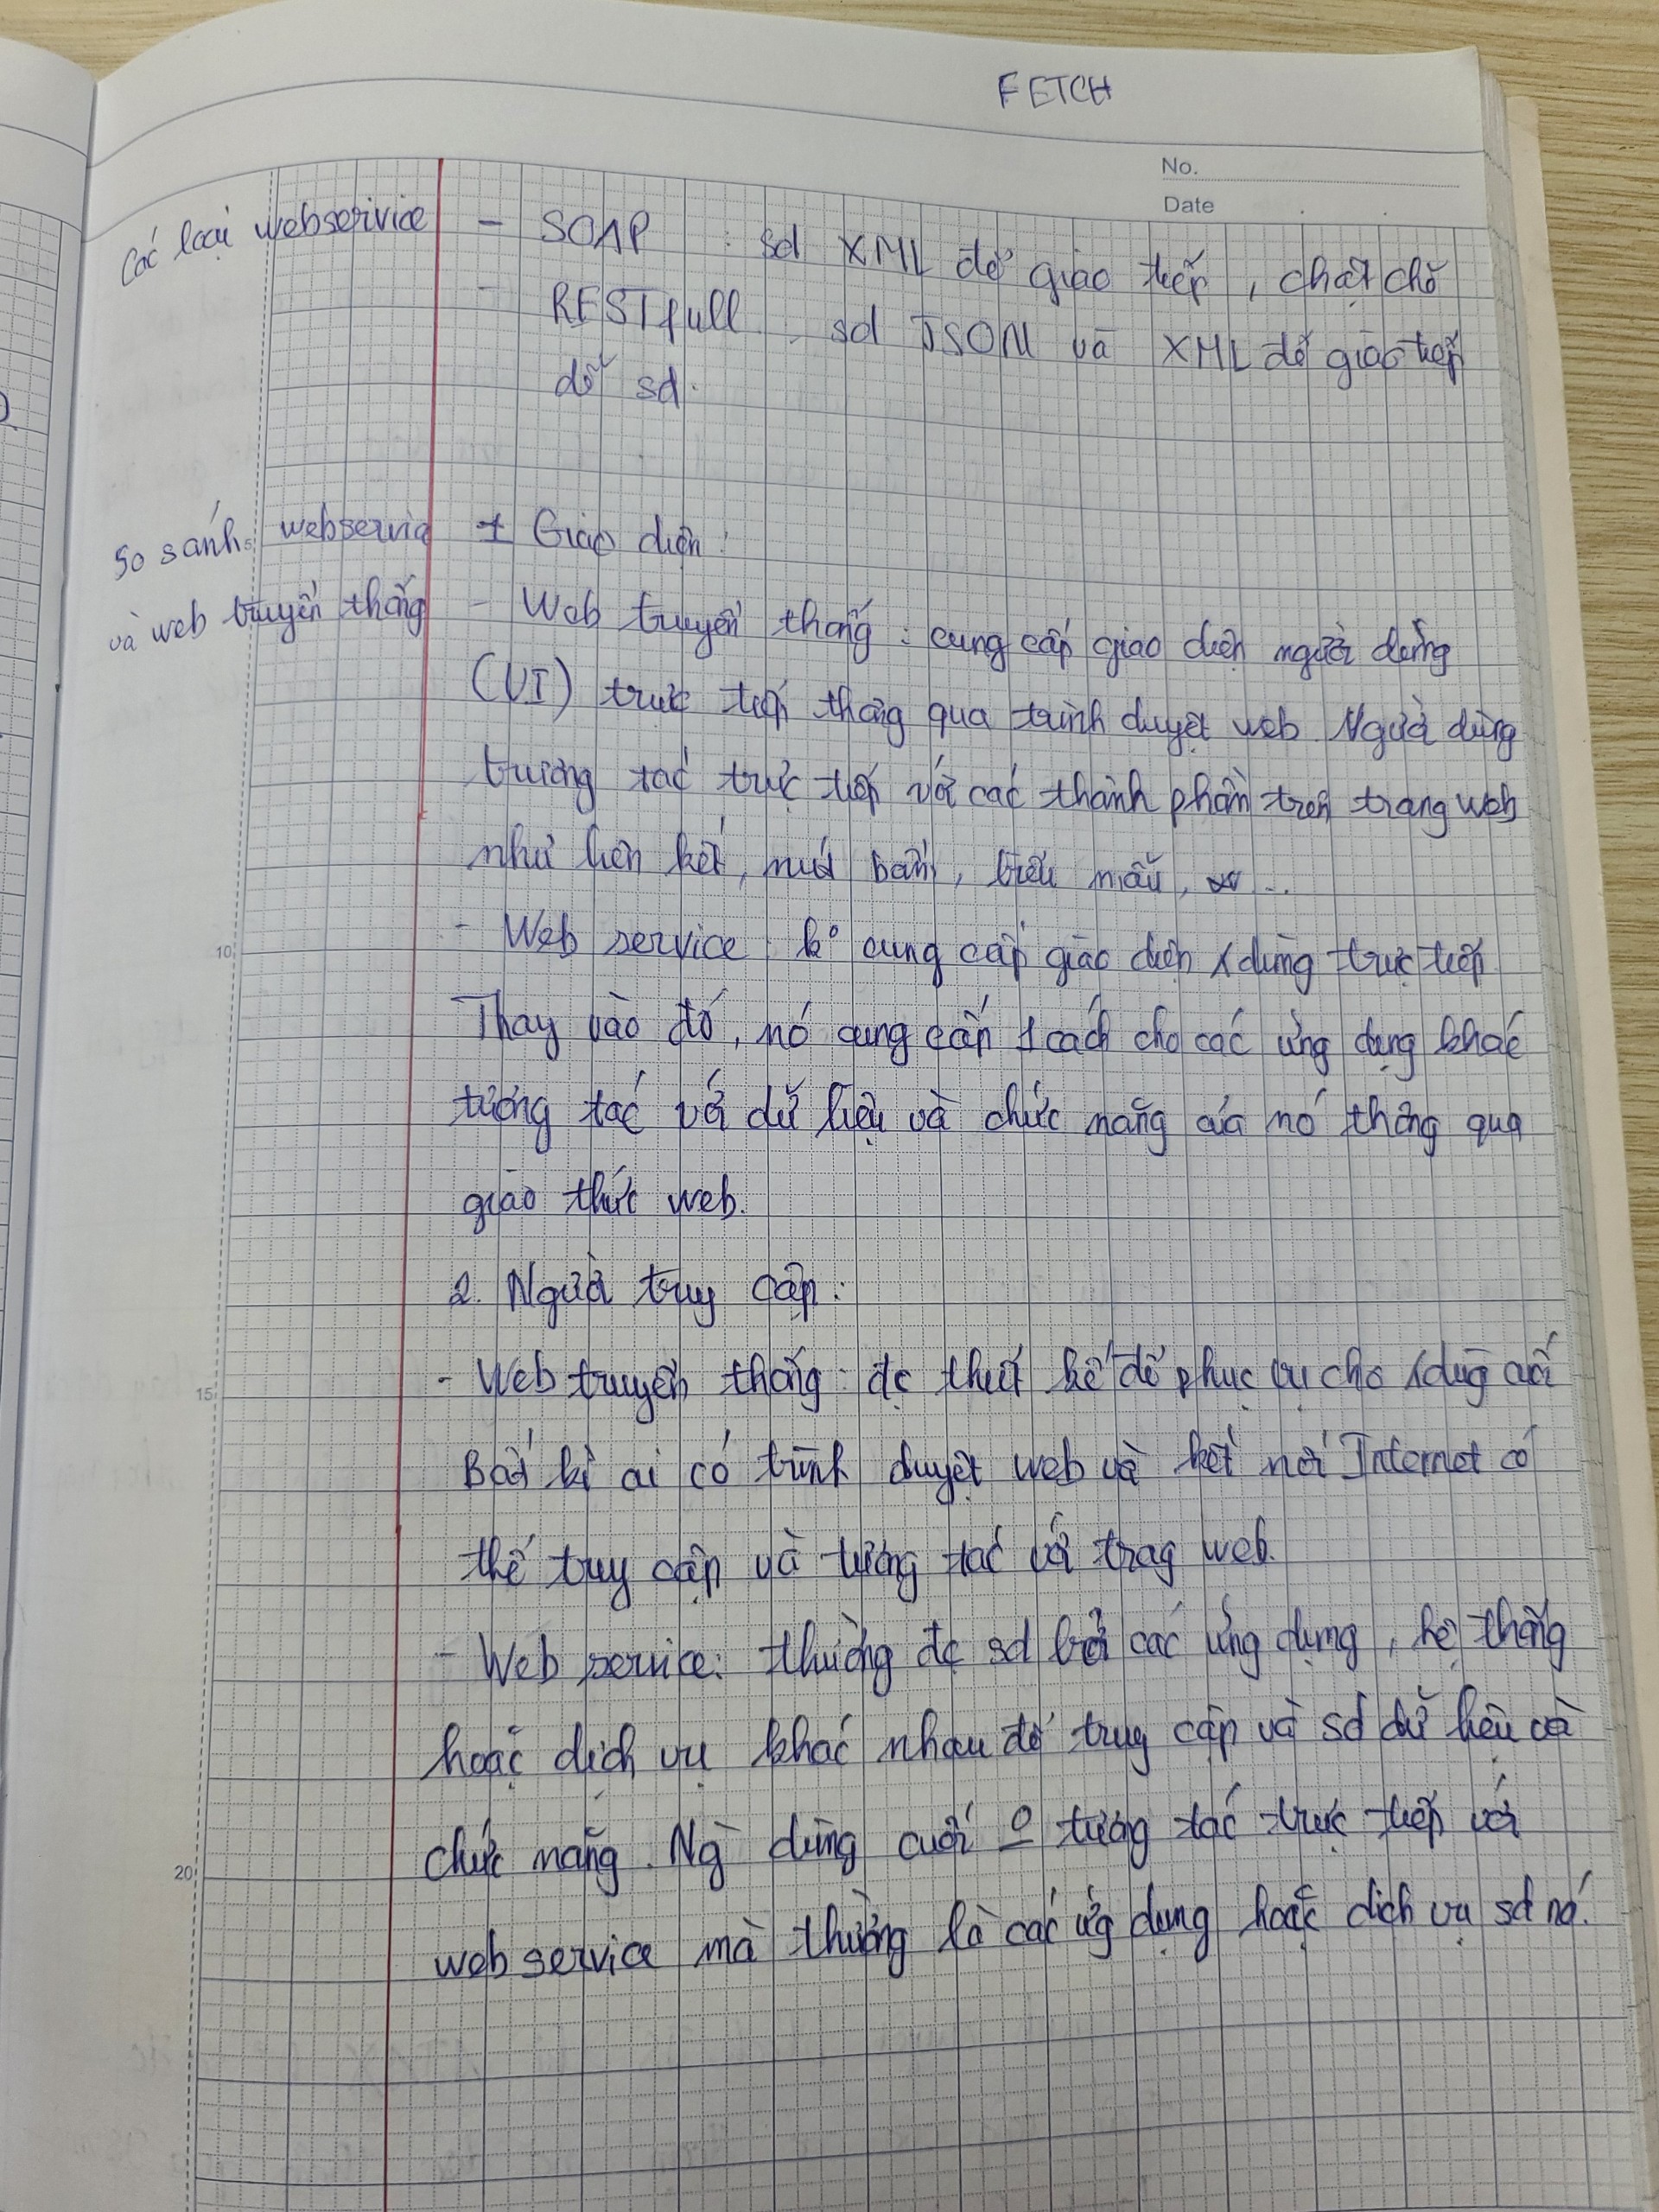 FETCH
No.
Date
Các loại webserivice - SOAP : sd XML để giao tiếp, chặt chẽ
- RESTfull , sd JSON và XML để giao tiếp
dễ sd.
So sánh webservice + Giao diện :
và web truyền thống - Web truyền thống : cung cấp giao diện người dùng
(UI) trực tiếp thông qua trình duyệt web. Người dùng
trương tác trực tiếp với các thành phần trên trang web
như liên kết, nút bấm, biểu mẫu, ...
- Web service : k° cung cấp giao diện dùng trực tiếp
10
Thay vào đó, nó cung cấp 1 cách cho các ứng dụng khác
tương tác với dữ liệu và chức năng của nó thông qua
giao thức web.
2. Người truy cập :
- Web truyền thống : đc thiết kế để phục vụ cho dùg cuối
15
Bất kì ai có trình duyệt web và kết nối Internet có
thể truy cập và tương tác với trag web.
- Web service : thường đc sd bởi các ứng dụng, hệ thống
hoặc dịch vụ khác nhau để truy cập và sd dữ liệu và
chức năng. Ng dùng cuối o tương tác trực tiếp với
20
web service mà thường là các ứg dụng hoặc dịch vụ sd nó.